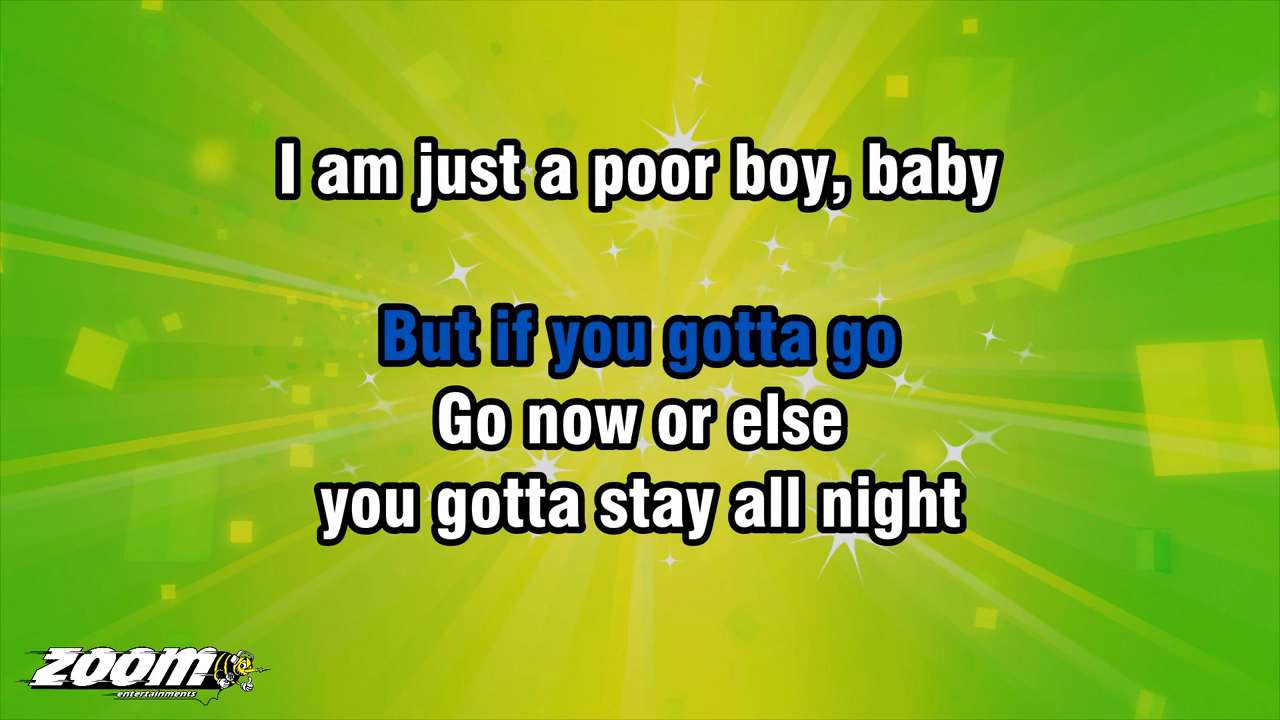 I am just a poor boy, baby
But if you gotta go
Go now or else
you gotta stay all night
ZOOM
entertainments